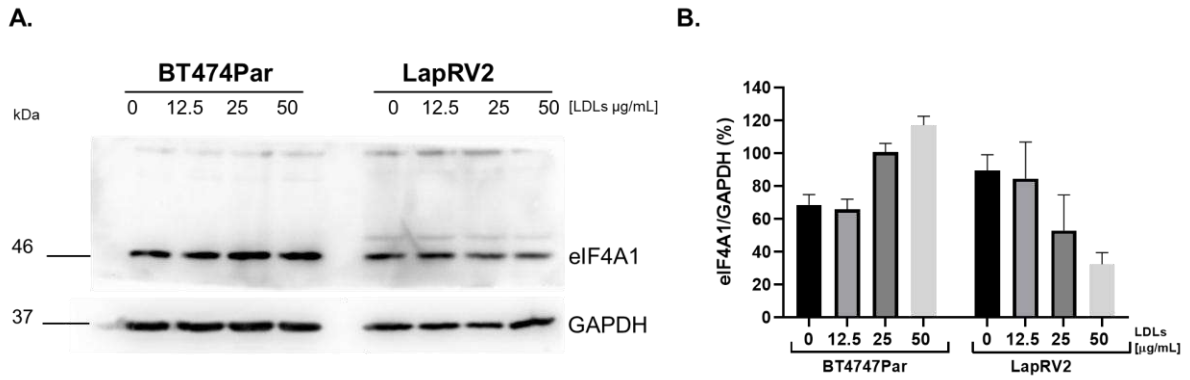 A.
BT474Par LapRV2
kDa 0 12.5 25 50 0 12.5 25 50 [LDLs µg/mL]
46 eIF4A1
37 GAPDH
B.
eIF4A1/GAPDH (%)
140
120
100
80
60
40
20
0
0 12.5 25 50 0 12.5 25 50 LDLs
[µg/mL]
BT4747Par LapRV2